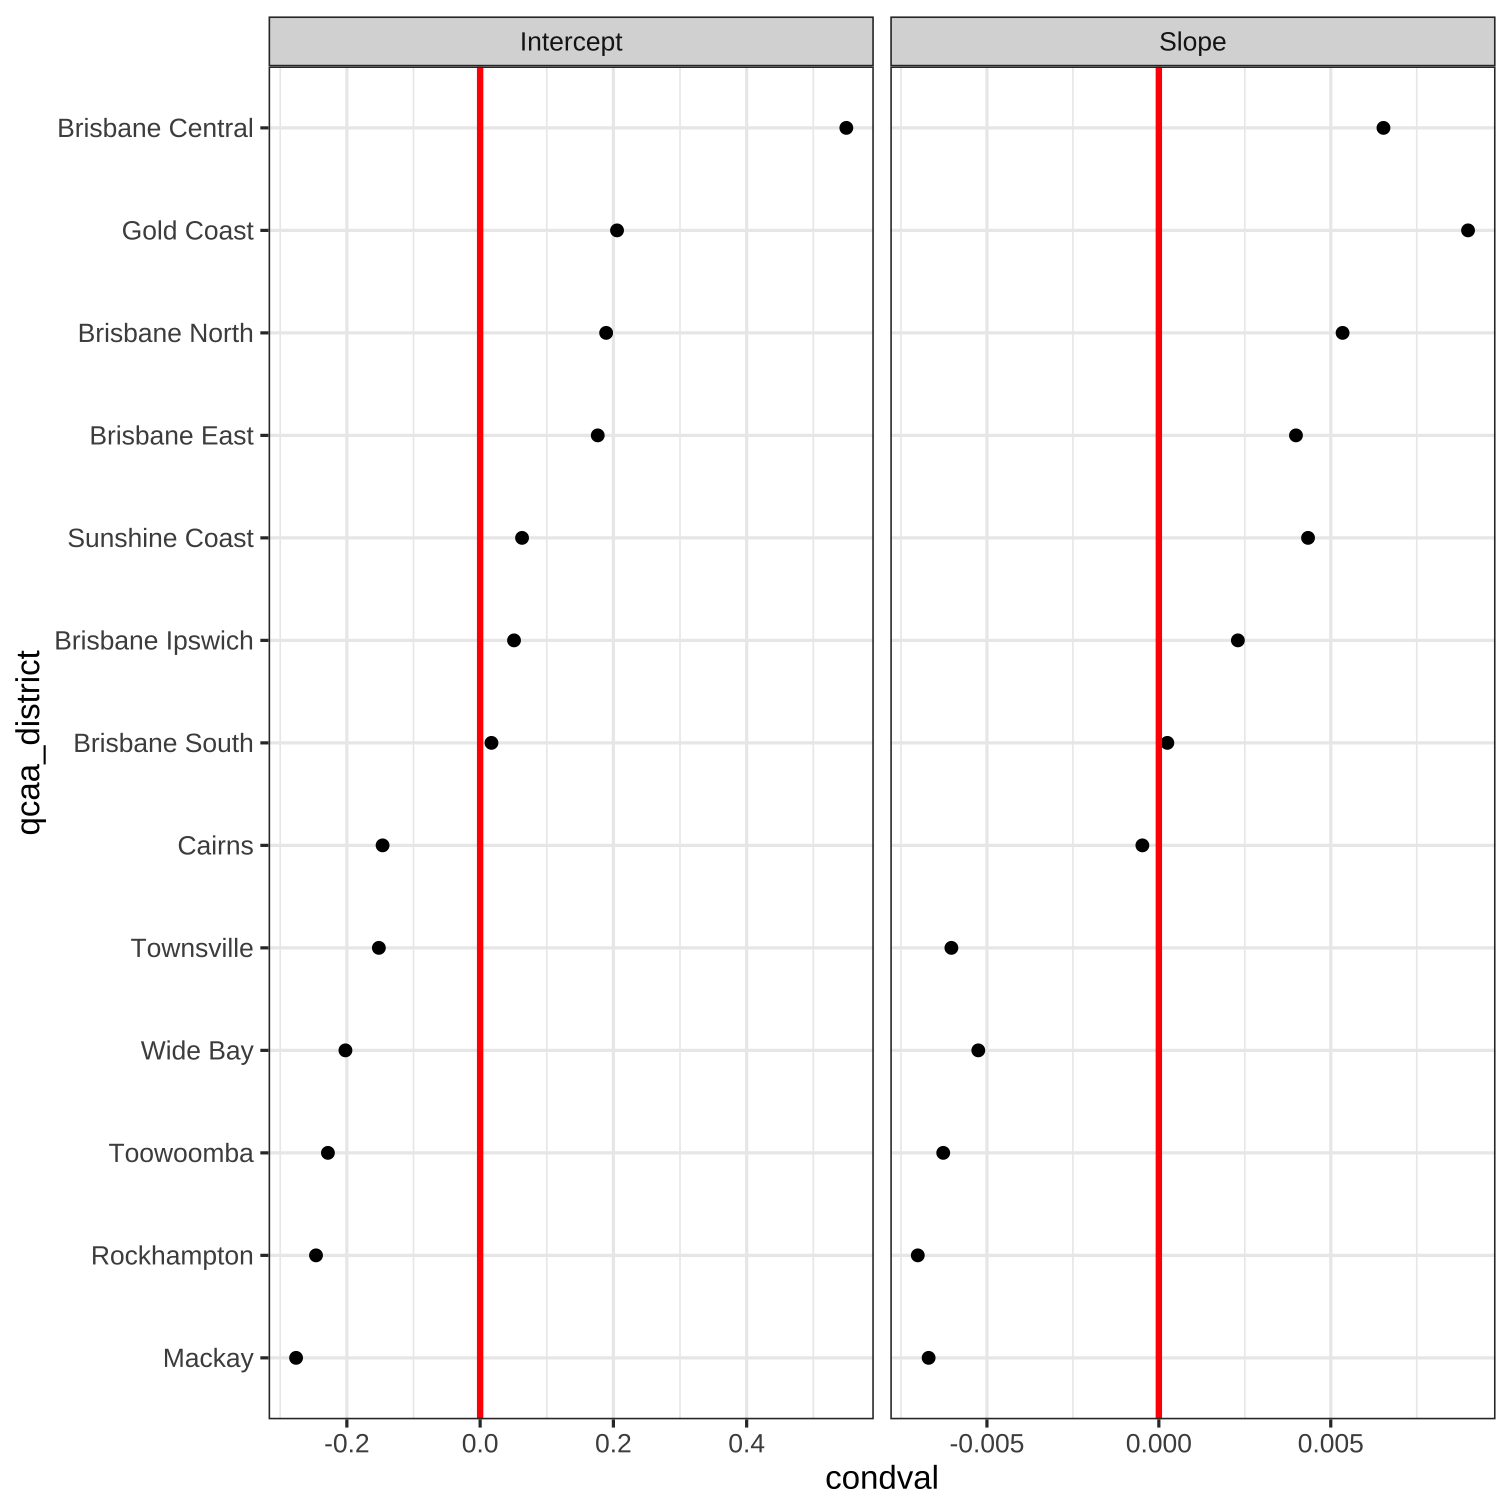 Intercept
Slope
Brisbane Central
Gold Coast
Brisbane North
Brisbane East
Sunshine Coast
Brisbane Ipswich
Brisbane South
Cairns
Townsville
Wide Bay
Toowoomba
Rockhampton
Mackay
qcaa_district
-0.2 0.0 0.2 0.4
-0.005 0.000 0.005
condval